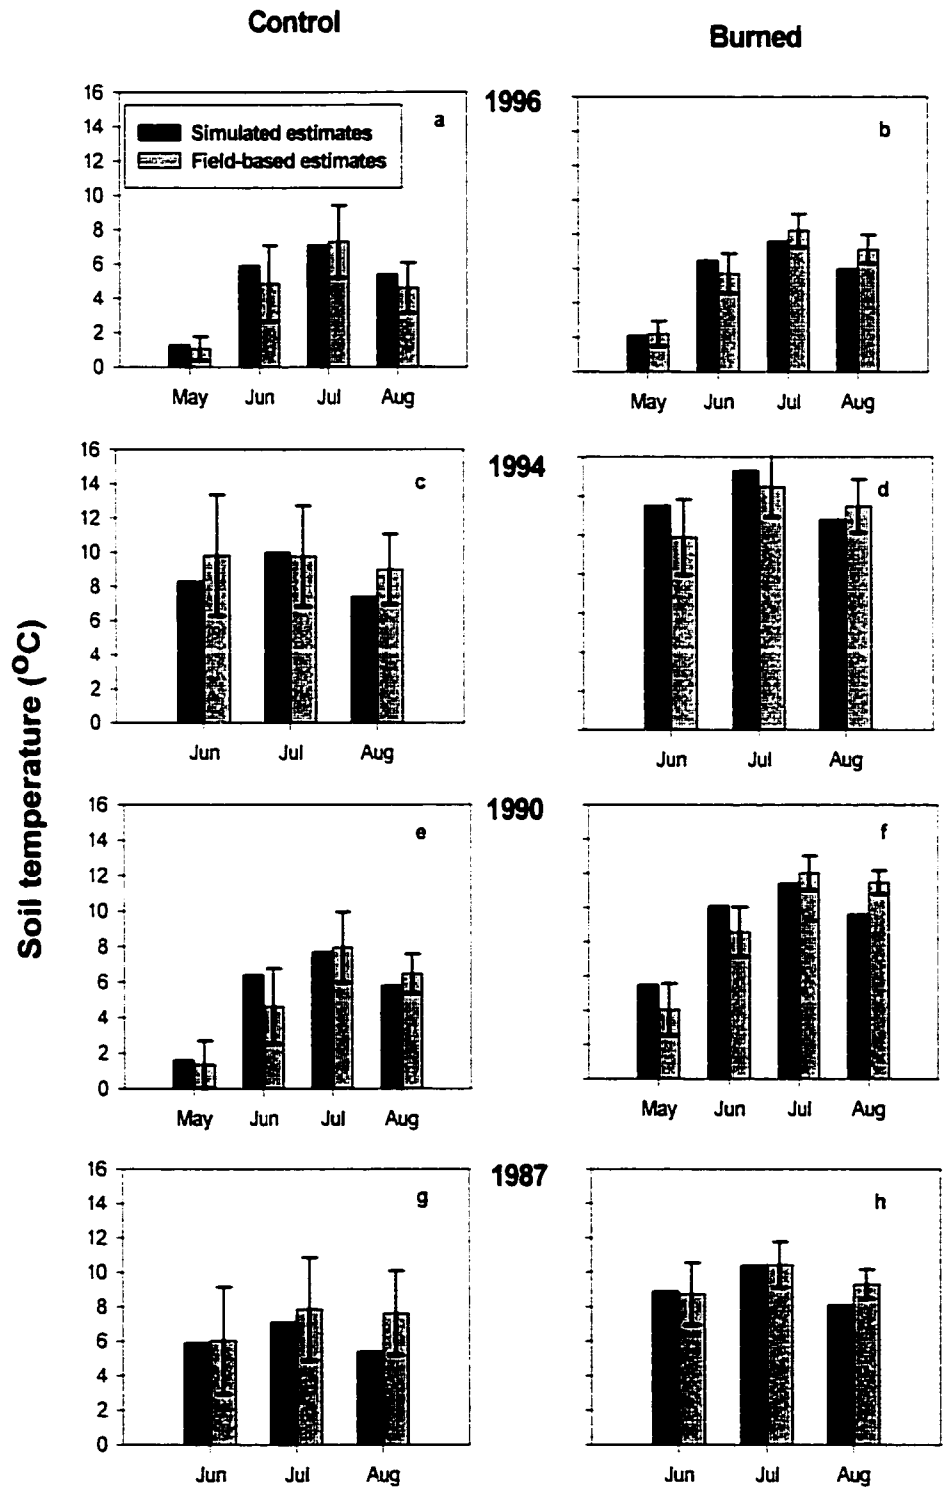 Control
Burned
1996
16
14
12
10
8
6
4
2
0
Simulated estimates
Field-based estimates
a
May Jun Jul Aug
b
May Jun Jul Aug
1994
16
14
12
10
8
6
4
2
0
c
Jun Jul Aug
d
Jun Jul Aug
Soil temperature (°C)
1990
16
14
12
10
8
6
4
2
0
e
May Jun Jul Aug
f
May Jun Jul Aug
1987
16
14
12
10
8
6
4
2
0
g
Jun Jul Aug
h
Jun Jul Aug